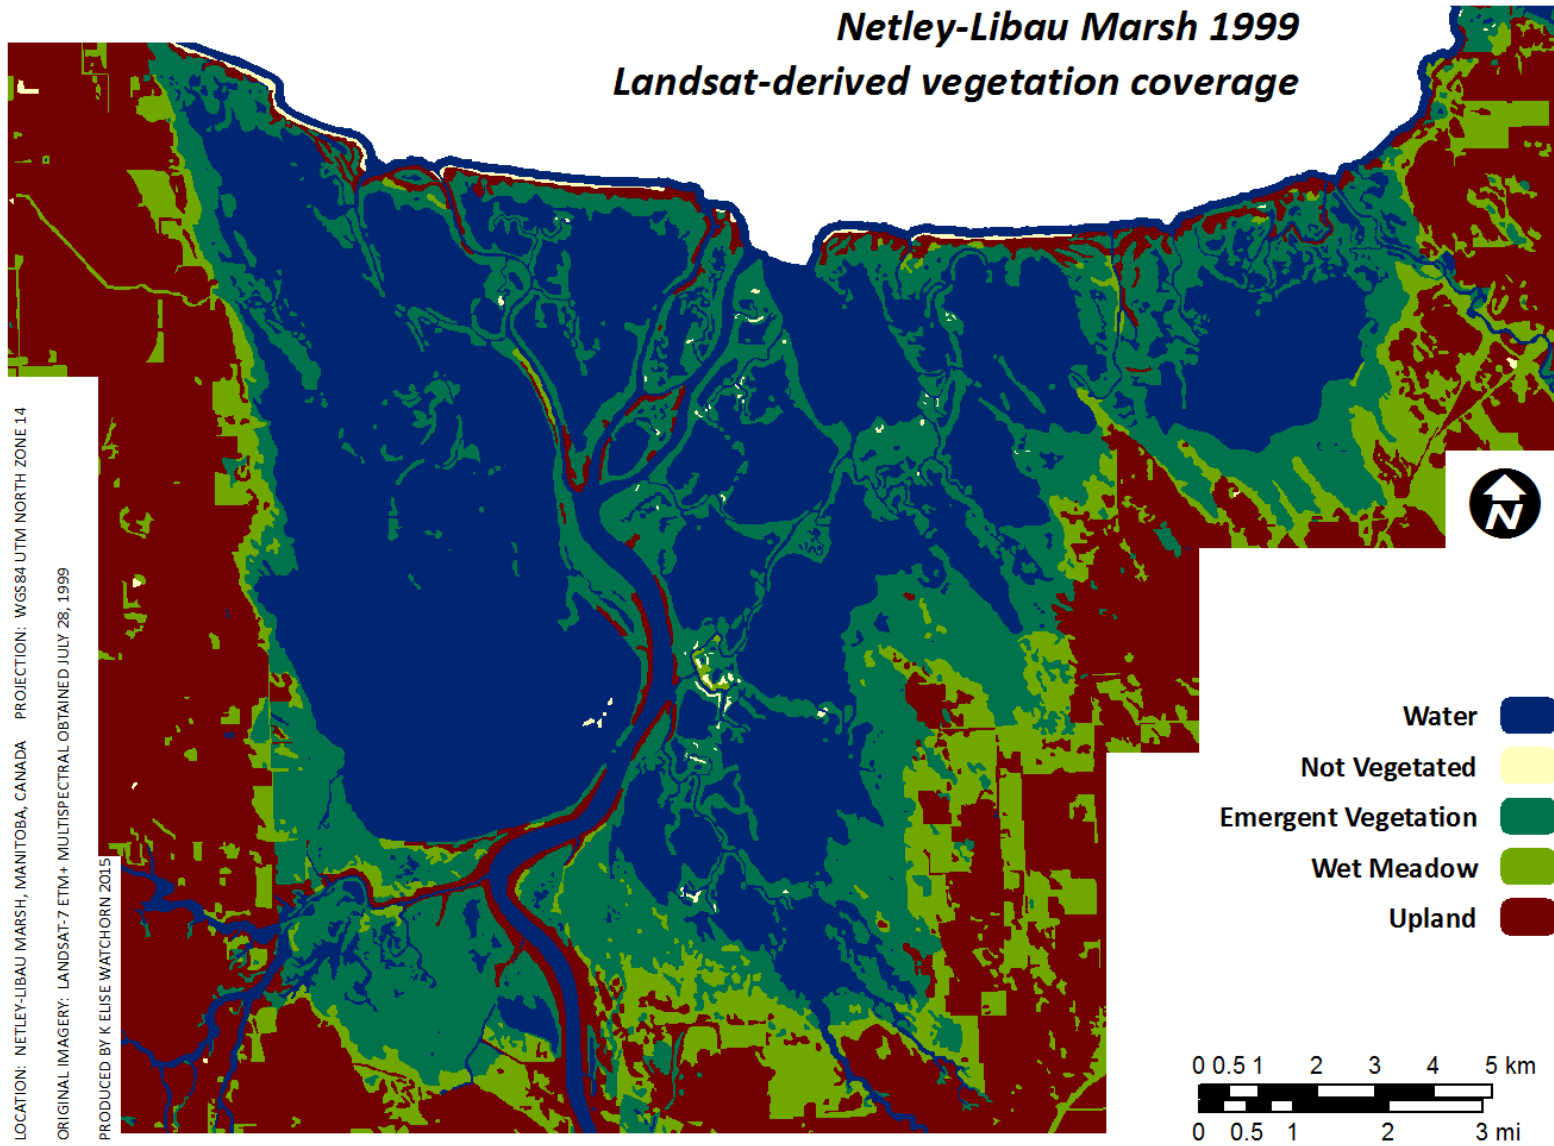 Netley-Libau Marsh 1999
Landsat-derived vegetation coverage
LOCATION: NETLEY-LIBAU MARSH, MANITOBA, CANADA PROJECTION: WGS84 UTM NORTH ZONE 14
ORIGINAL IMAGERY: LANDSAT-7 ETM+ MULTISPECTRAL OBTAINED JULY 28, 1999
PRODUCED BY K ELISE WATCHORN 2015
N
Water
Not Vegetated
Emergent Vegetation
Wet Meadow
Upland
0 0.5 1 2 3 4 5 km
0 0.5 1 2 3 mi